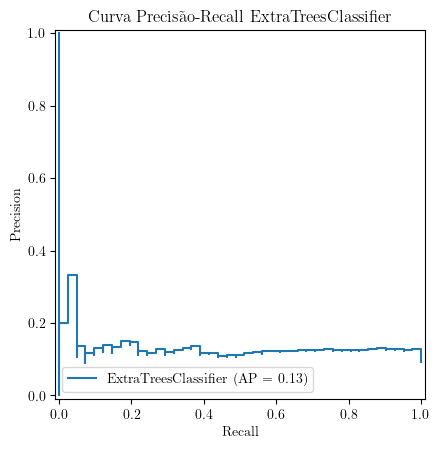 Curva Precisão-Recall ExtraTreesClassifier
1.0
0.8
0.6
0.4
0.2
0.0
Precision
ExtraTreesClassifier (AP = 0.13)
0.0 0.2 0.4 0.6 0.8 1.0
Recall